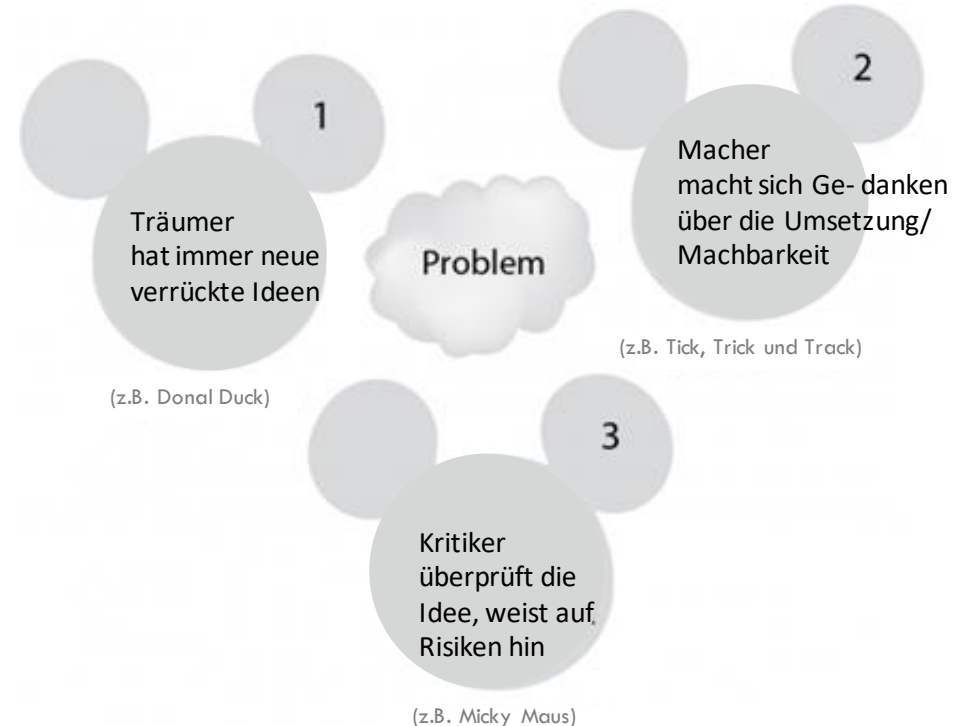 1
Träumer
hat immer neue
verrückte Ideen
(z.B. Donal Duck)
Problem
2
Macher
macht sich Ge- danken
über die Umsetzung/
Machbarkeit
(z.B. Tick, Trick und Track)
3
Kritiker
überprüft die
Idee, weist auf
Risiken hin
(z.B. Micky Maus)